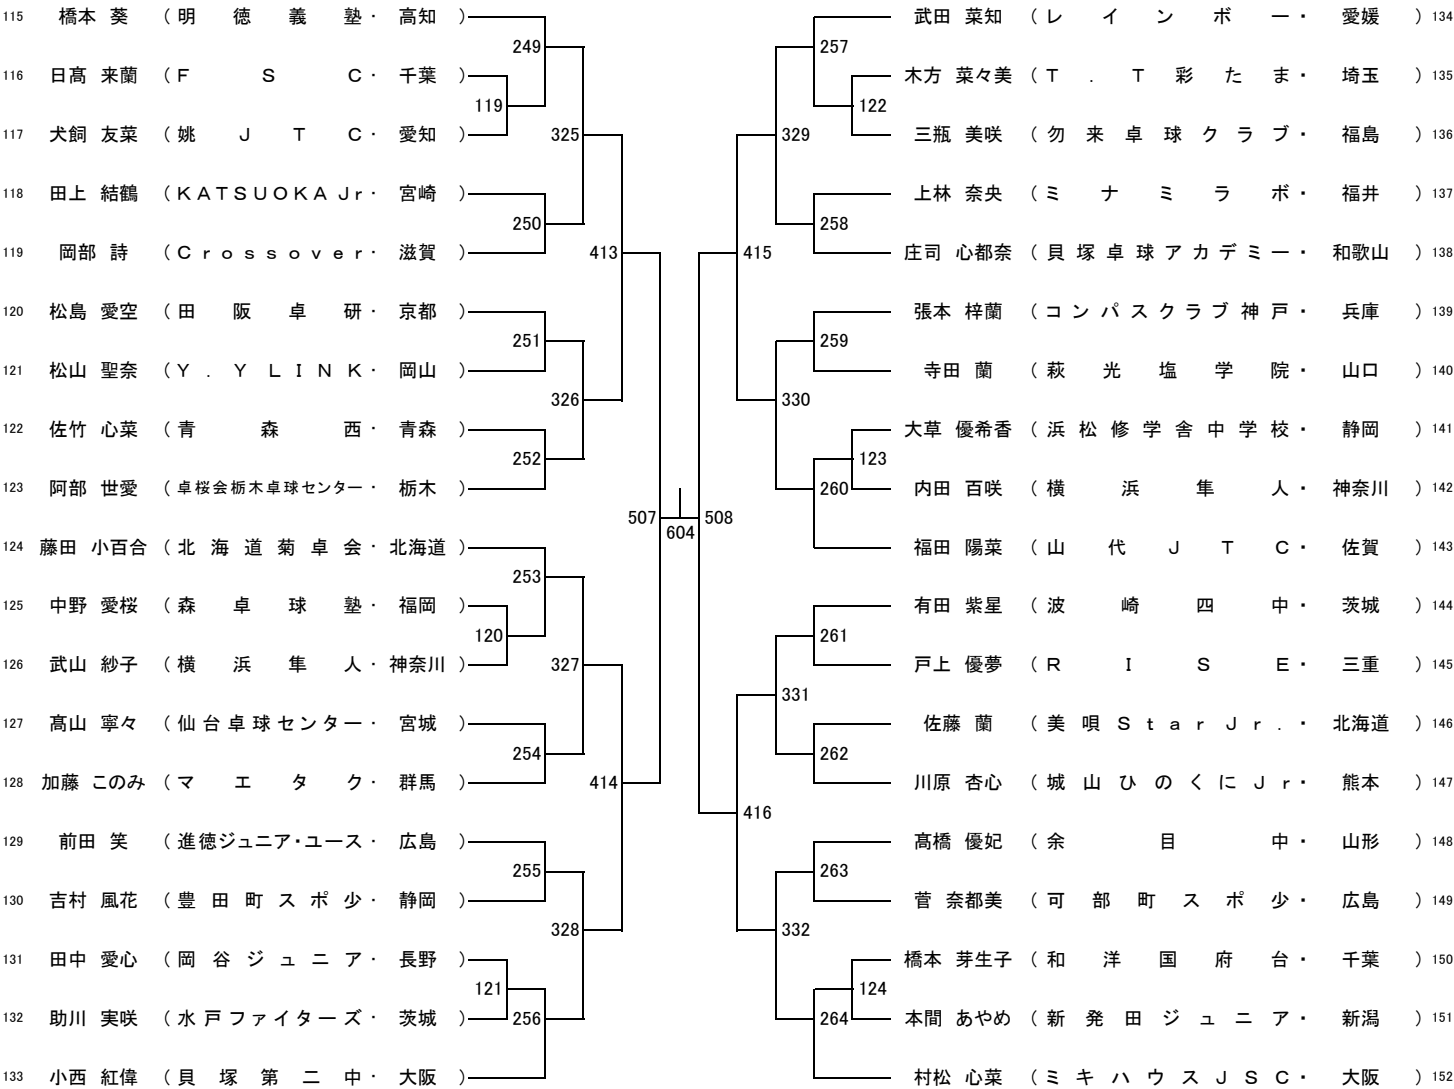 115 橋本 葵 （明徳義塾・ 高知 ）
249
116 日髙 来蘭 （ＦＳＣ・ 千葉 ）
119
117 犬飼 友菜 （姚ＪＴＣ・ 愛知 ）
325
118 田上 結鶴 （ＫＡＴＳＵＯＫＡＪｒ・ 宮崎 ）
250
119 岡部 詩 （Ｃｒｏｓｓｏｖｅｒ・ 滋賀 ）
413
120 松島 愛空 （田阪卓研・ 京都 ）
251
121 松山 聖奈 （Ｙ．ＹＬＩＮＫ・ 岡山 ）
326
122 佐竹 心菜 （青森西・ 青森 ）
252
123 阿部 世愛 （卓桜会栃木卓球センター・ 栃木 ）
507
604
124 藤田 小百合 （北海道菊卓会・ 北海道 ）
253
125 中野 愛桜 （森卓球塾・ 福岡 ）
120
126 武山 紗子 （横浜隼人・ 神奈川 ）
327
127 髙山 寧々 （仙台卓球センター・ 宮城 ）
254
128 加藤 このみ （マエタク・ 群馬 ）
414
129 前田 笑 （進徳ジュニア・ユース・ 広島 ）
255
130 吉村 風花 （豊田町スポ少・ 静岡 ）
328
131 田中 愛心 （岡谷ジュニア・ 長野 ）
121
132 助川 実咲 （水戸ファイターズ・ 茨城 ）
256
133 小西 紅偉 （貝塚第二中・ 大阪 ）
武田 菜知 （レインボー・ 愛媛 ） 134
257
木方 菜々美 （Ｔ．Ｔ彩たま・ 埼玉 ） 135
122
三瓶 美咲 （勿来卓球クラブ・ 福島 ） 136
329
上林 奈央 （ミナミラボ・ 福井 ） 137
258
庄司 心都奈 （貝塚卓球アカデミー・ 和歌山 ） 138
415
張本 梓蘭 （コンパスクラブ神戸・ 兵庫 ） 139
259
寺田 蘭 （萩光塩学院・ 山口 ） 140
330
大草 優希香 （浜松修学舎中学校・ 静岡 ） 141
123
内田 百咲 （横浜隼人・ 神奈川 ） 142
260
508
福田 陽菜 （山代ＪＴＣ・ 佐賀 ） 143
有田 紫星 （波崎四中・ 茨城 ） 144
261
戸上 優夢 （ＲＩＳＥ・ 三重 ） 145
331
佐藤 蘭 （美唄ＳｔａｒＪｒ．・ 北海道 ） 146
262
川原 杏心 （城山ひのくにＪｒ・ 熊本 ） 147
416
髙橋 優妃 （余目中・ 山形 ） 148
263
菅 奈都美 （可部町スポ少・ 広島 ） 149
332
橋本 芽生子 （和洋国府台・ 千葉 ） 150
124
本間 あやめ （新発田ジュニア・ 新潟 ） 151
264
村松 心菜 （ミキハウスＪＳＣ・ 大阪 ） 152